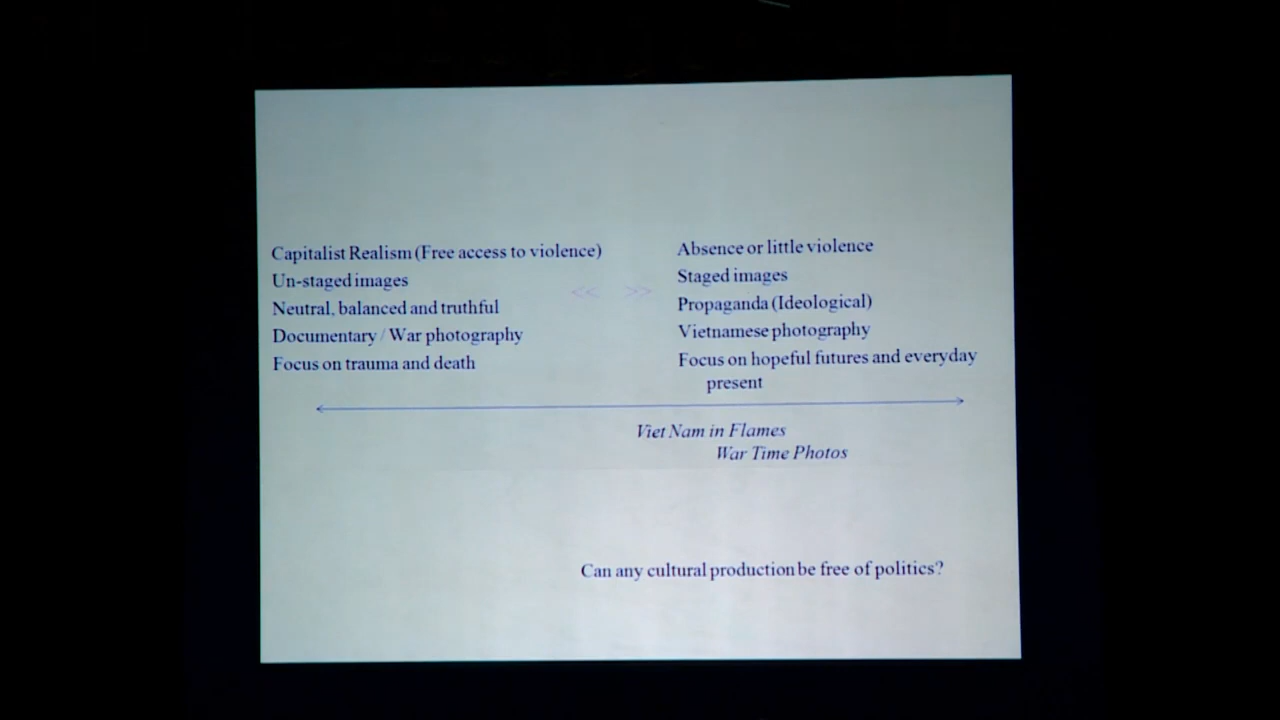 Capitalist Realism (Free access to violence)
Un-staged images
Neutral, balanced and truthful
Documentary / War photography
Focus on trauma and death
<< >>
Absence or little violence
Staged images
Propaganda (Ideological)
Vietnamese photography
Focus on hopeful futures and everyday
present
Viet Nam in Flames
War Time Photos
Can any cultural production be free of politics?